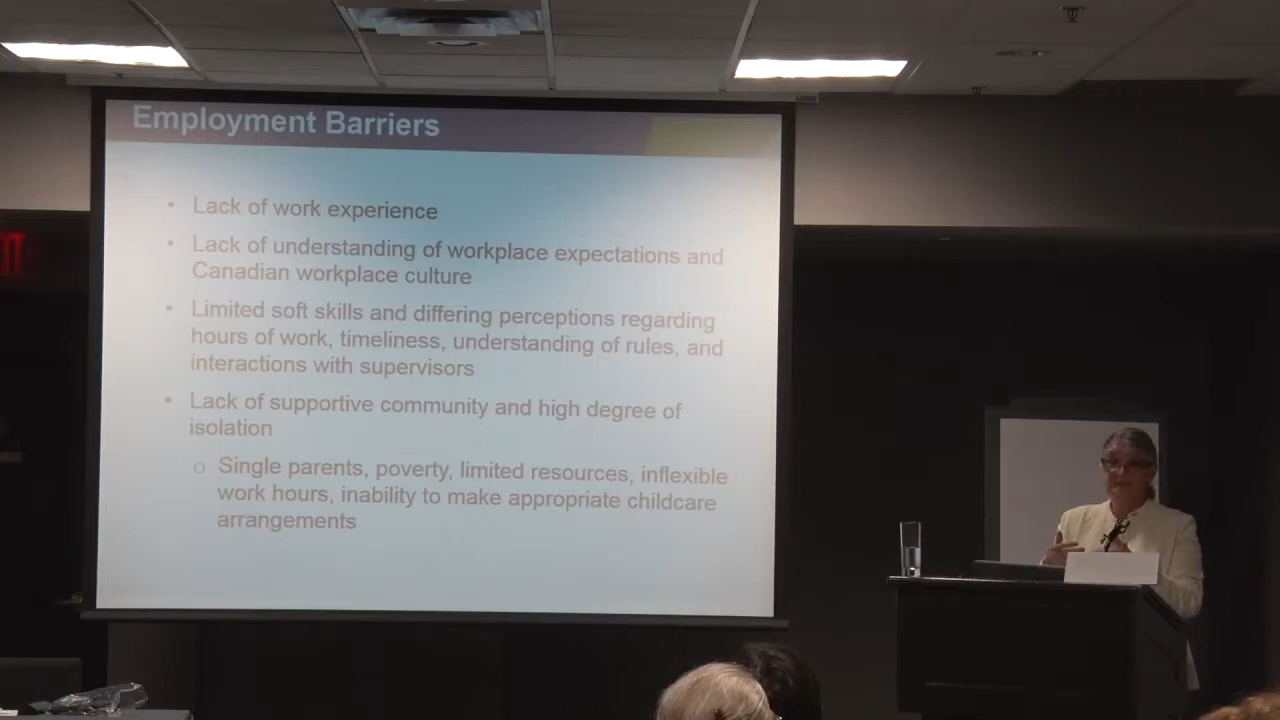 Employment Barriers
• Lack of work experience
• Lack of understanding of workplace expectations and
Canadian workplace culture
• Limited soft skills and differing perceptions regarding
hours of work, timeliness, understanding of rules, and
interactions with supervisors
• Lack of supportive community and high degree of
isolation
o Single parents, poverty, limited resources, inflexible
work hours, inability to make appropriate childcare
arrangements